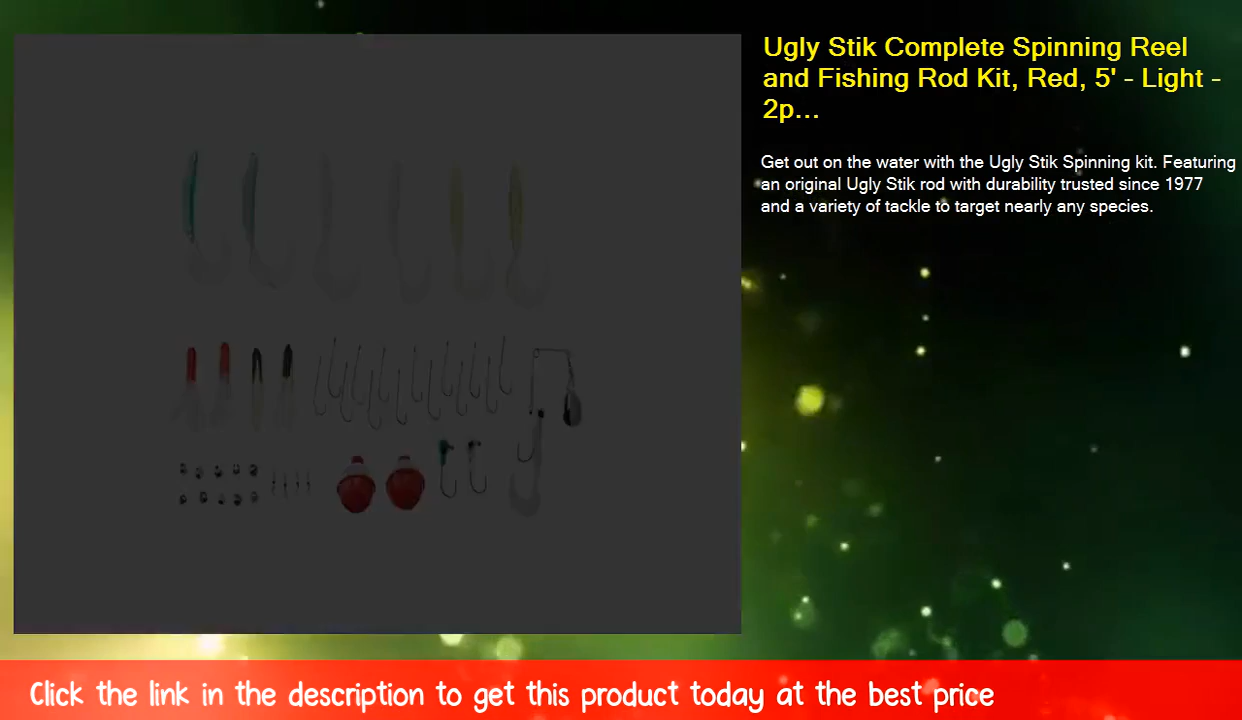 Ugly Stik Complete Spinning Reel
and Fishing Rod Kit, Red, 5' - Light -
2p...
Get out on the water with the Ugly Stik Spinning kit. Featuring
an original Ugly Stik rod with durability trusted since 1977
and a variety of tackle to target nearly any species.
Click the link in the description to get this product today at the best price